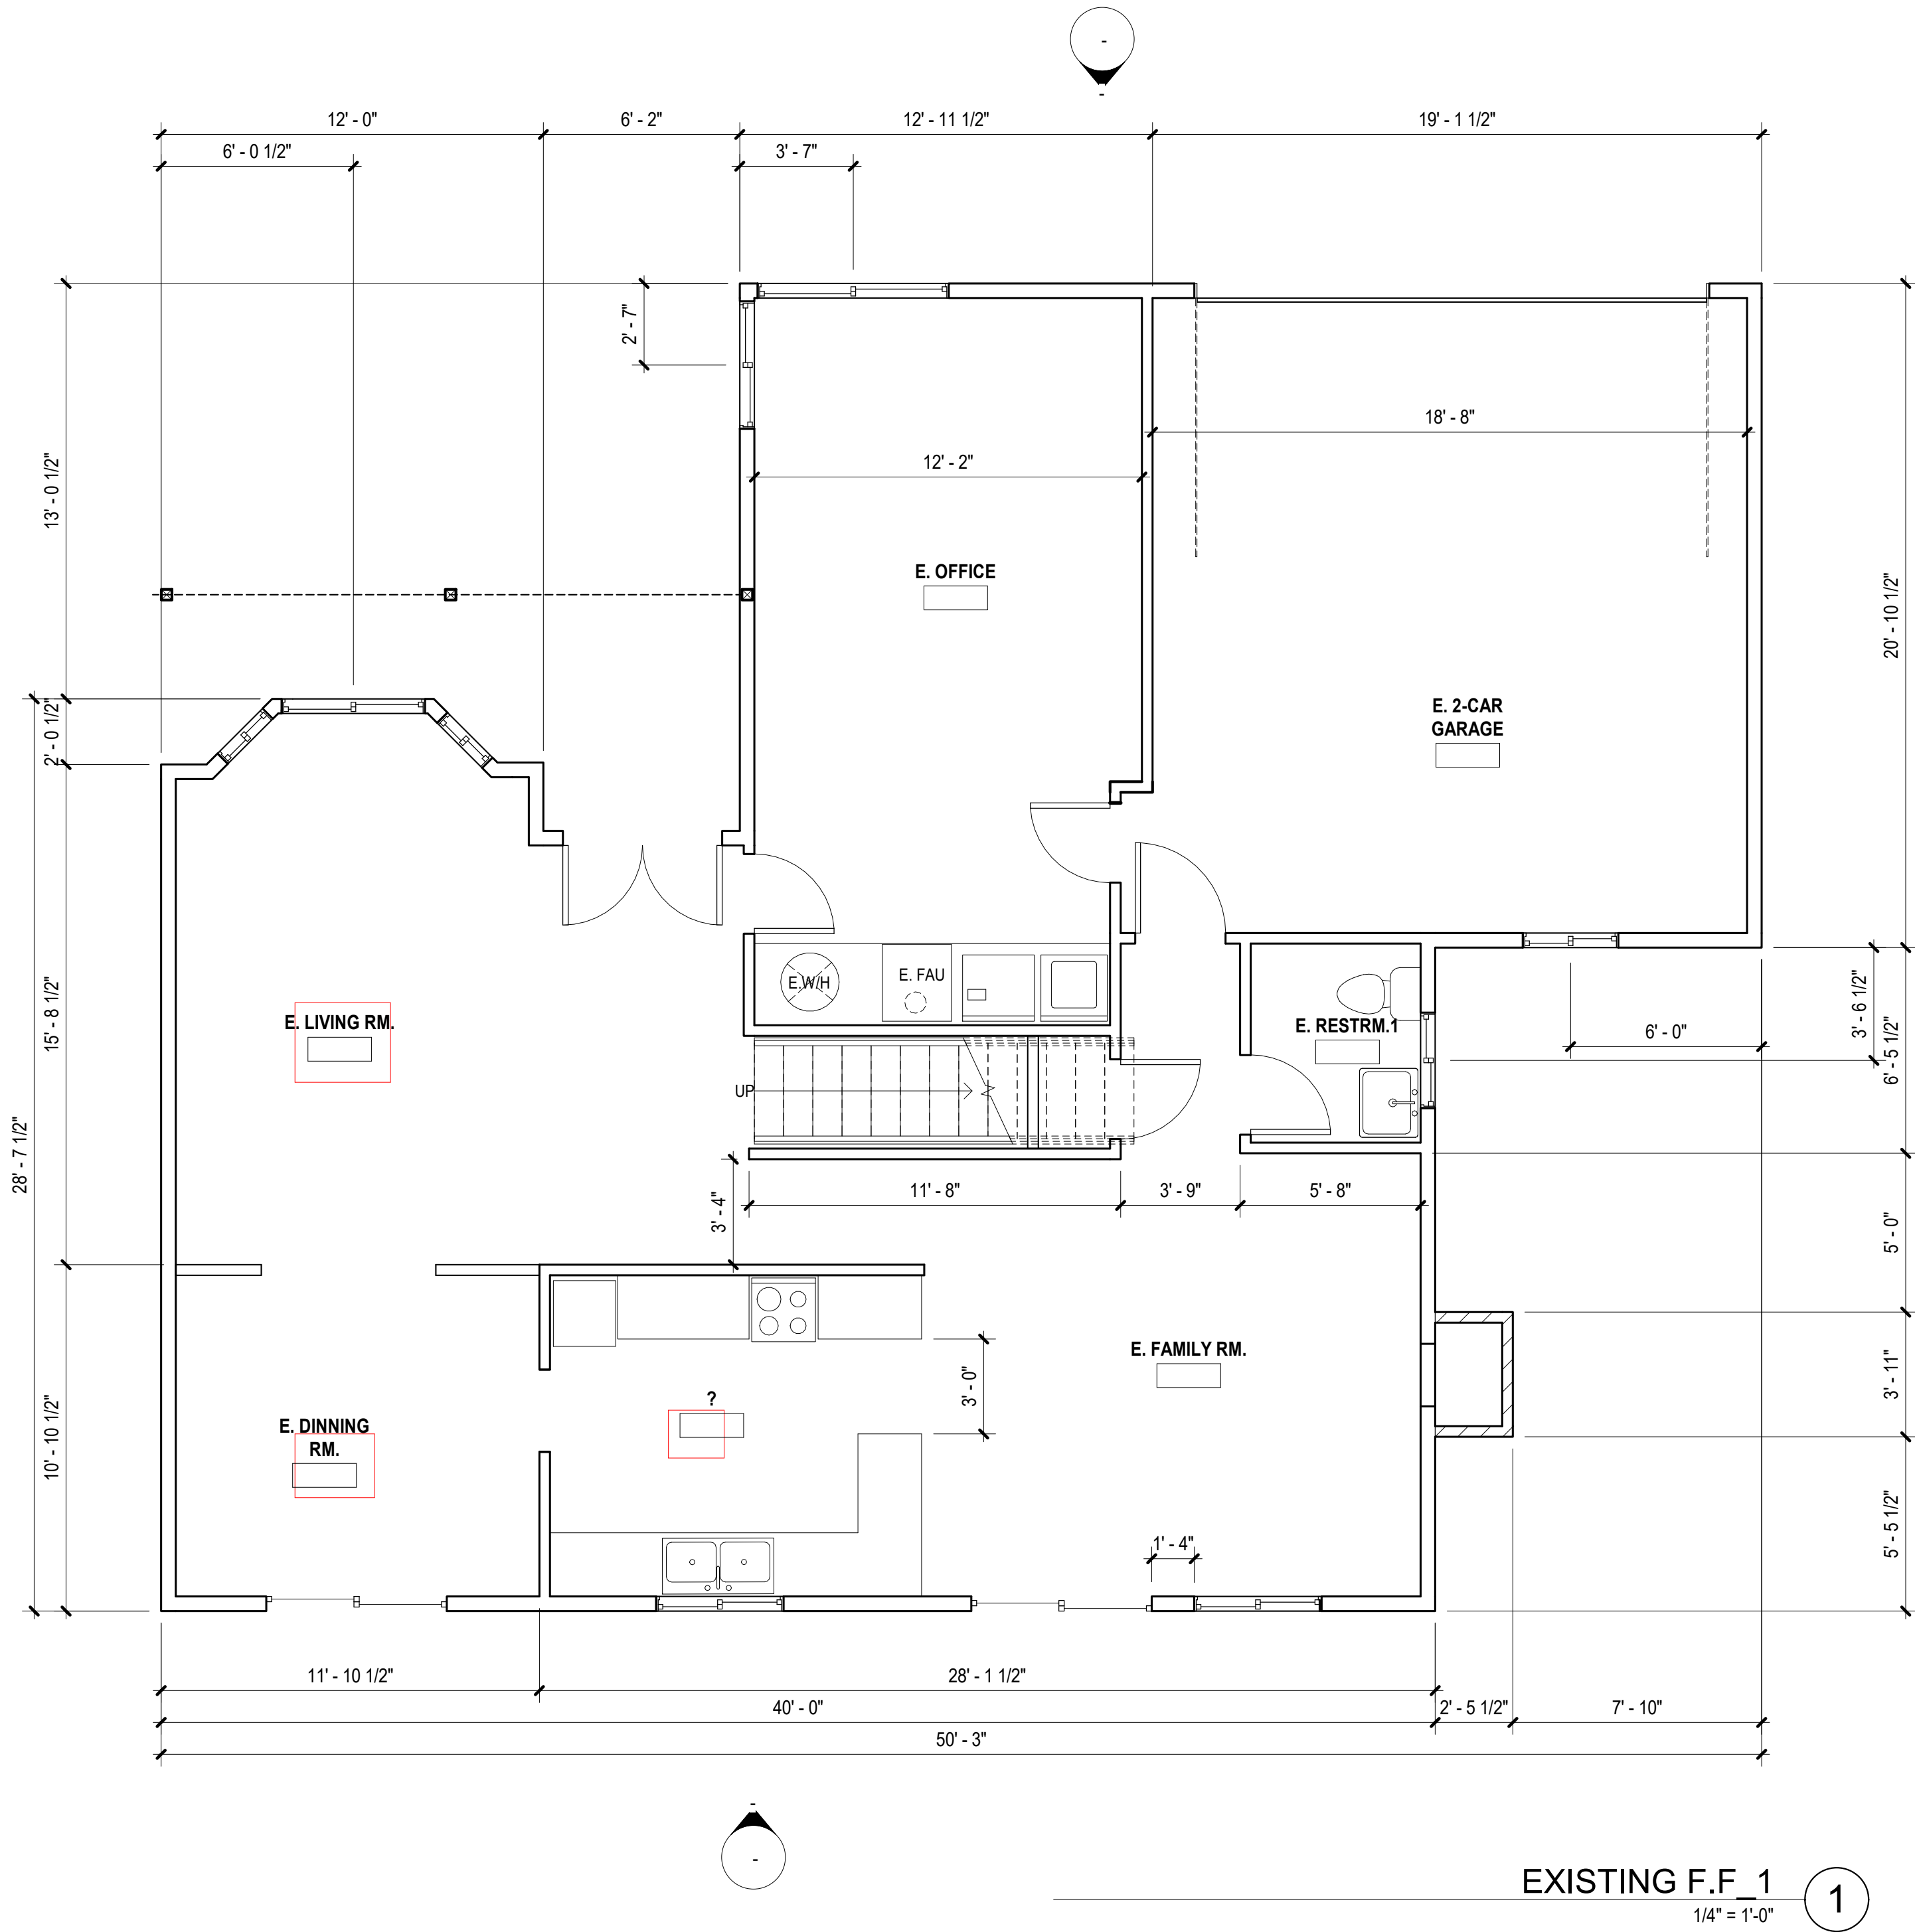 -
-
12' - 0"
6' - 2"
12' - 11 1/2"
19' - 1 1/2"
6' - 0 1/2"
3' - 7"
2' - 7"
18' - 8"
12' - 2"
13' - 0 1/2"
E. OFFICE
20' - 10 1/2"
E. 2-CAR
GARAGE
2' - 0 1/2"
E.W/H
E. FAU
E. LIVING RM.
E. RESTRM.1
15' - 8 1/2"
3' - 6 1/2"
6' - 0"
6' - 5 1/2"
UP
28' - 7 1/2"
11' - 8"
3' - 9"
5' - 8"
3' - 4"
5' - 0"
E. FAMILY RM.
3' - 0"
3' - 11"
?
E. DINNING
RM.
10' - 10 1/2"
1' - 4"
5' - 5 1/2"
11' - 10 1/2"
28' - 1 1/2"
40' - 0"
2' - 5 1/2"
7' - 10"
50' - 3"
-
-
EXISTING F.F_1
1/4" = 1'-0"
1